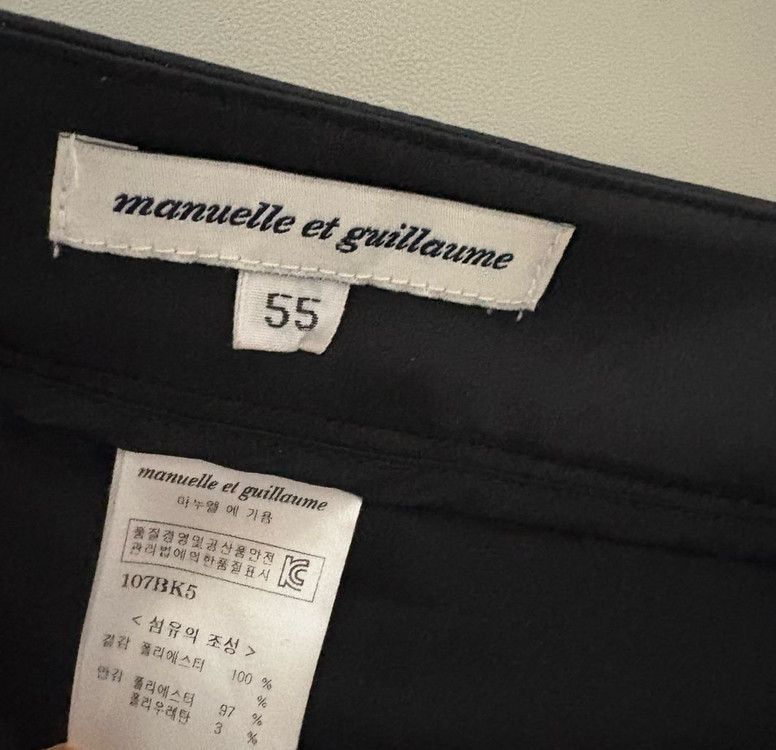 manuelle et guillaume
55
manuelle et guillaume
마누엘 에 기욤
품질경영및공산품안전
관리법에의한품질표시
107BK5
< 섬유의 조성 >
겉감 폴리에스터 100 %
%
안감 폴리에스터 97 %
폴리우레탄 3 %